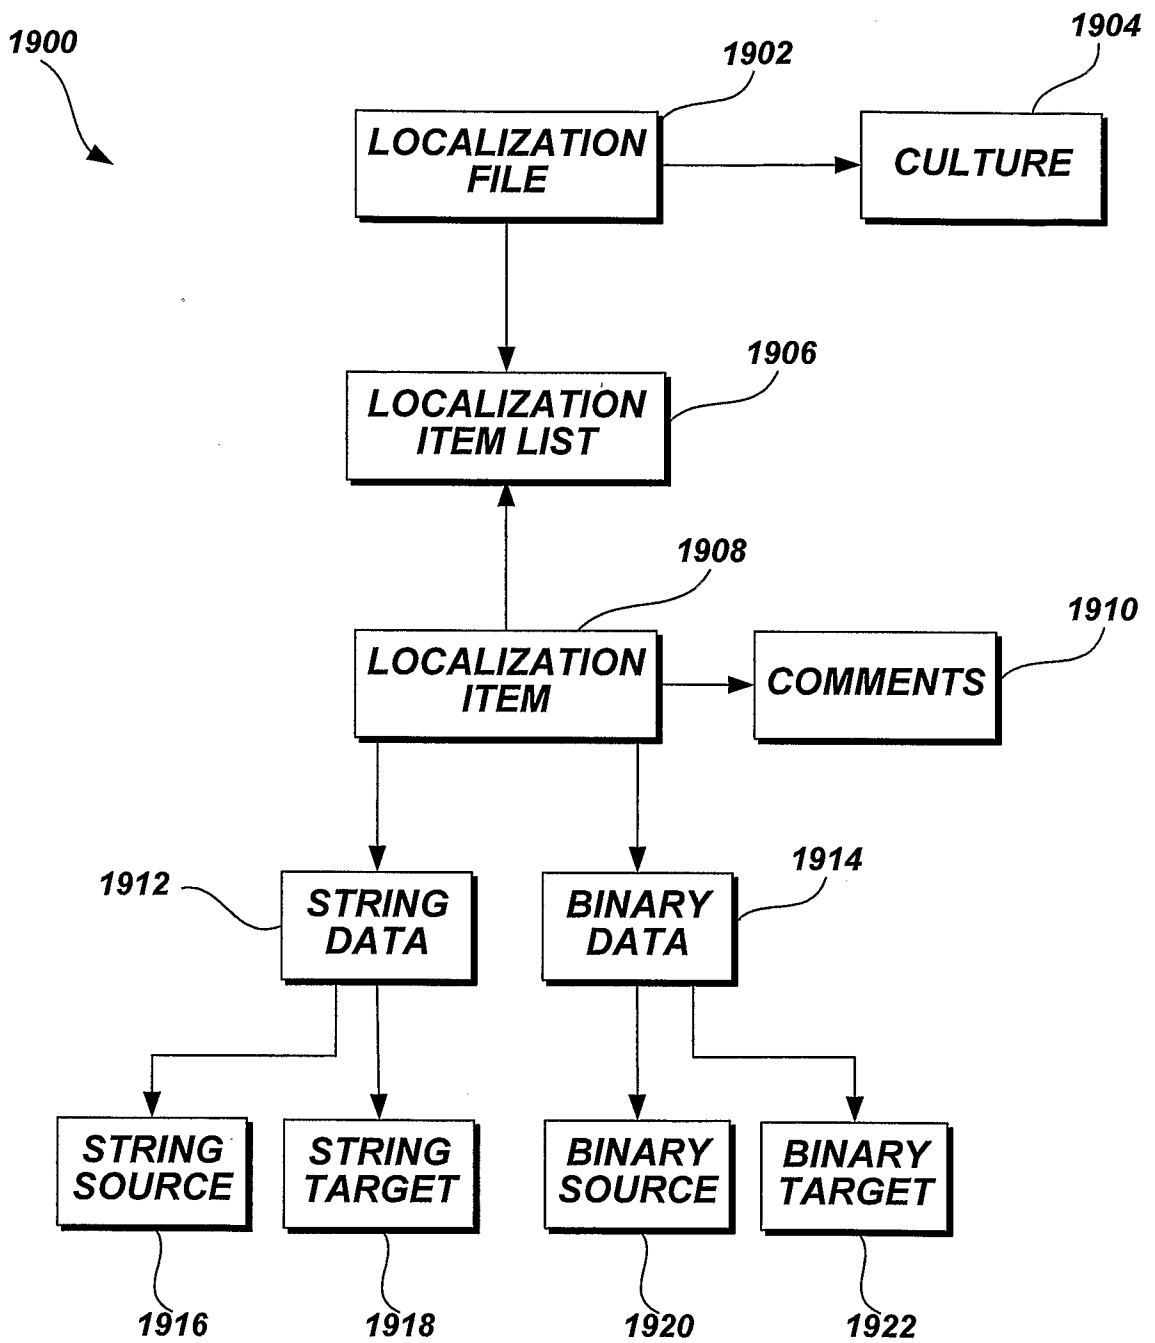 1900
1902
1904
LOCALIZATION
FILE
CULTURE
1906
LOCALIZATION
ITEM LIST
1908
1910
LOCALIZATION
ITEM
COMMENTS
1912
1914
STRING
DATA
BINARY
DATA
STRING
SOURCE
STRING
TARGET
BINARY
SOURCE
BINARY
TARGET
1916
1918
1920
1922